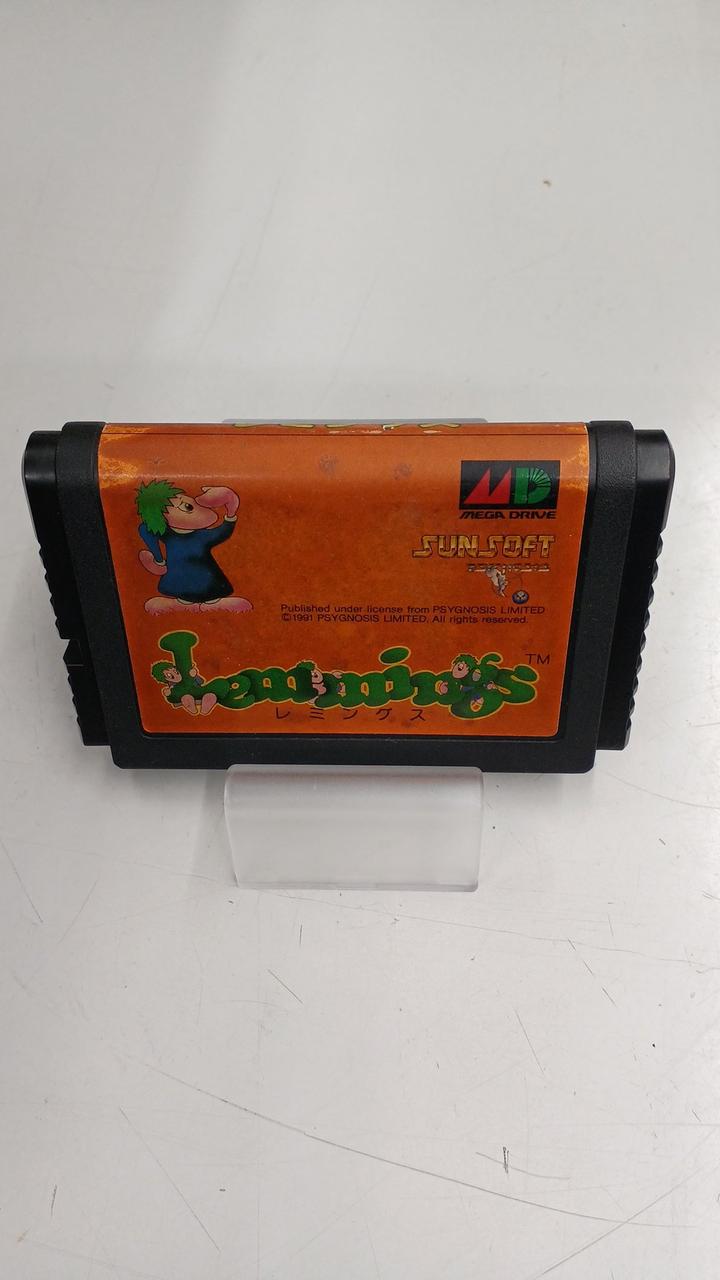 MD
MEGA DRIVE
SUNSOFT
Published under license from PSYGNOSIS LIMITED
©1991 PSYGNOSIS LIMITED. All rights reserved.
Lemmings TM
レミングス